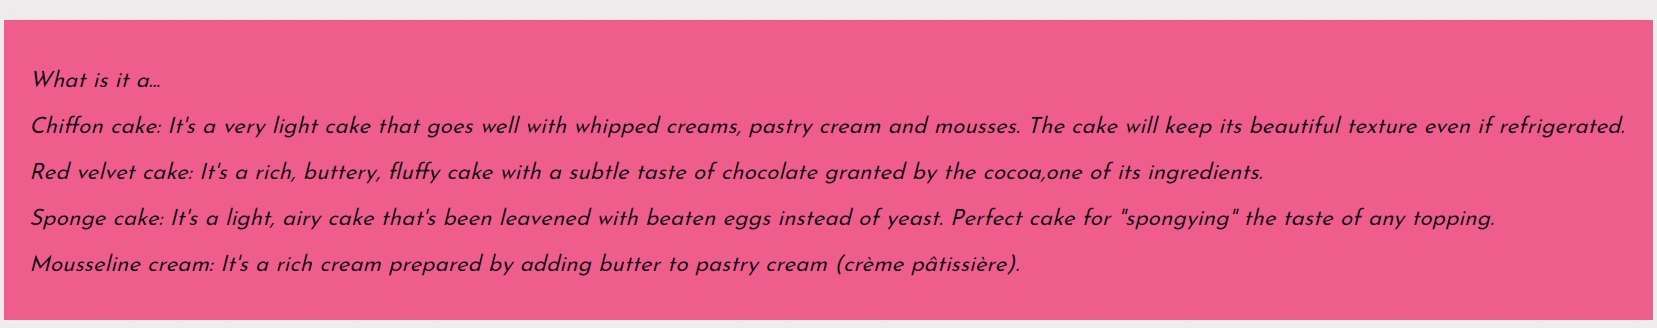 What is it a...
Chiffon cake: It's a very light cake that goes well with whipped creams, pastry cream and mousses. The cake will keep its beautiful texture even if refrigerated.
Red velvet cake: It's a rich, buttery, fluffy cake with a subtle taste of chocolate granted by the cocoa,one of its ingredients.
Sponge cake: It's a light, airy cake that's been leavened with beaten eggs instead of yeast. Perfect cake for "spongying" the taste of any topping.
Mousseline cream: It's a rich cream prepared by adding butter to pastry cream (crème pâtissière).